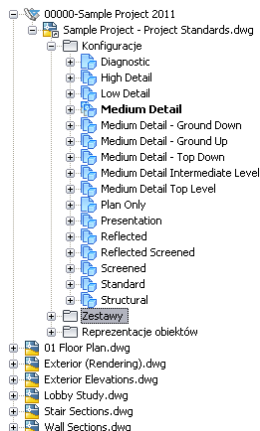 00000-Sample Project 2011
Sample Project - Project Standards.dwg
Konfiguracje
Diagnostic
High Detail
Low Detail
Medium Detail
Medium Detail - Ground Down
Medium Detail - Ground Up
Medium Detail - Top Down
Medium Detail Intermediate Level
Medium Detail Top Level
Plan Only
Presentation
Reflected
Reflected Screened
Screened
Standard
Structural
Zestawy
Reprezentacje obiektów
01 Floor Plan.dwg
Exterior (Rendering).dwg
Exterior Elevations.dwg
Lobby Study.dwg
Stair Sections.dwg
Wall Sections.dwg